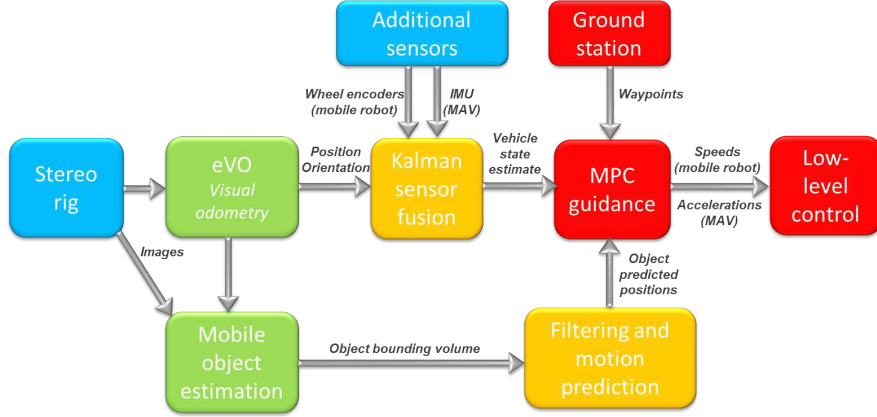 Additional
sensors
Ground
station
Wheel encoders
(mobile robot)
IMU
(MAV)
Waypoints
Stereo
rig
eVO
Visual
odometry
Position
Orientation
Kalman
sensor
fusion
Vehicle
state
estimate
MPC
guidance
Speeds
(mobile robot)
Accelerations
(MAV)
Low-
level
control
Images
Object
predicted
positions
Mobile
object
estimation
Object bounding volume
Filtering and
motion
prediction